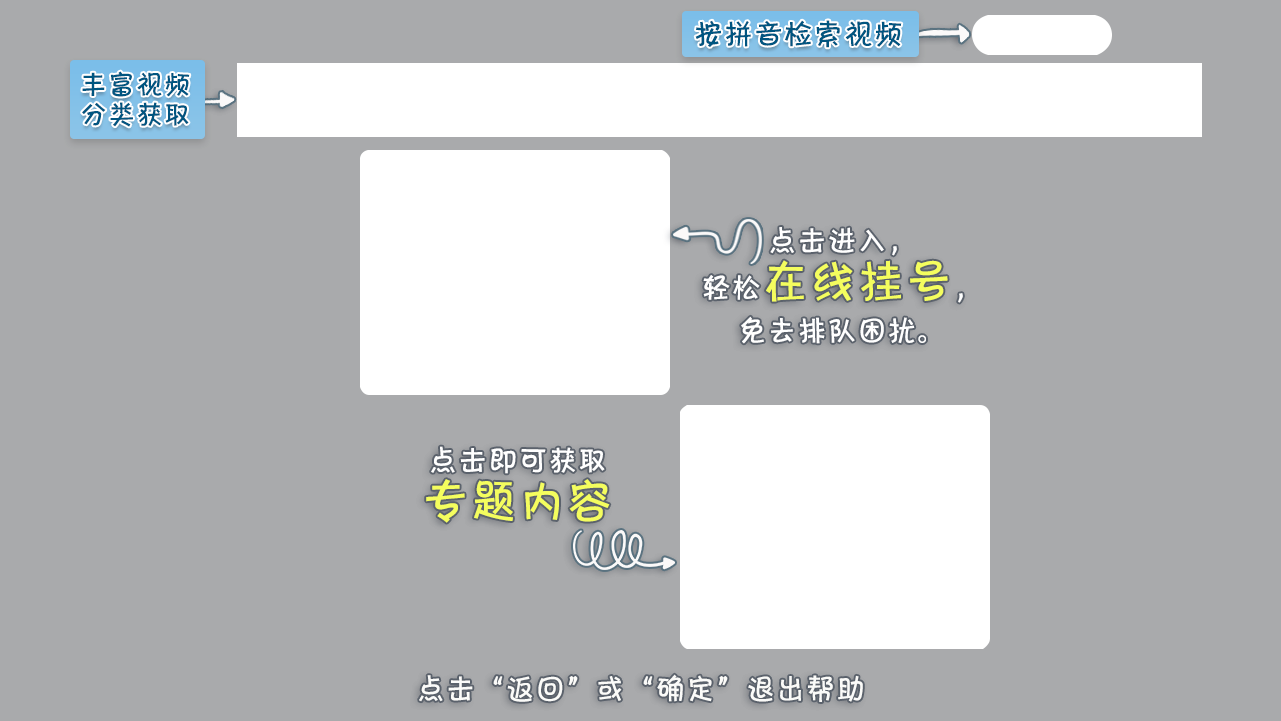 按拼音检索视频
丰富视频
分类获取
点击进入，
轻松在线挂号，
免去排队困扰。
点击即可获取
专题内容
点击“返回”或“确定”退出帮助